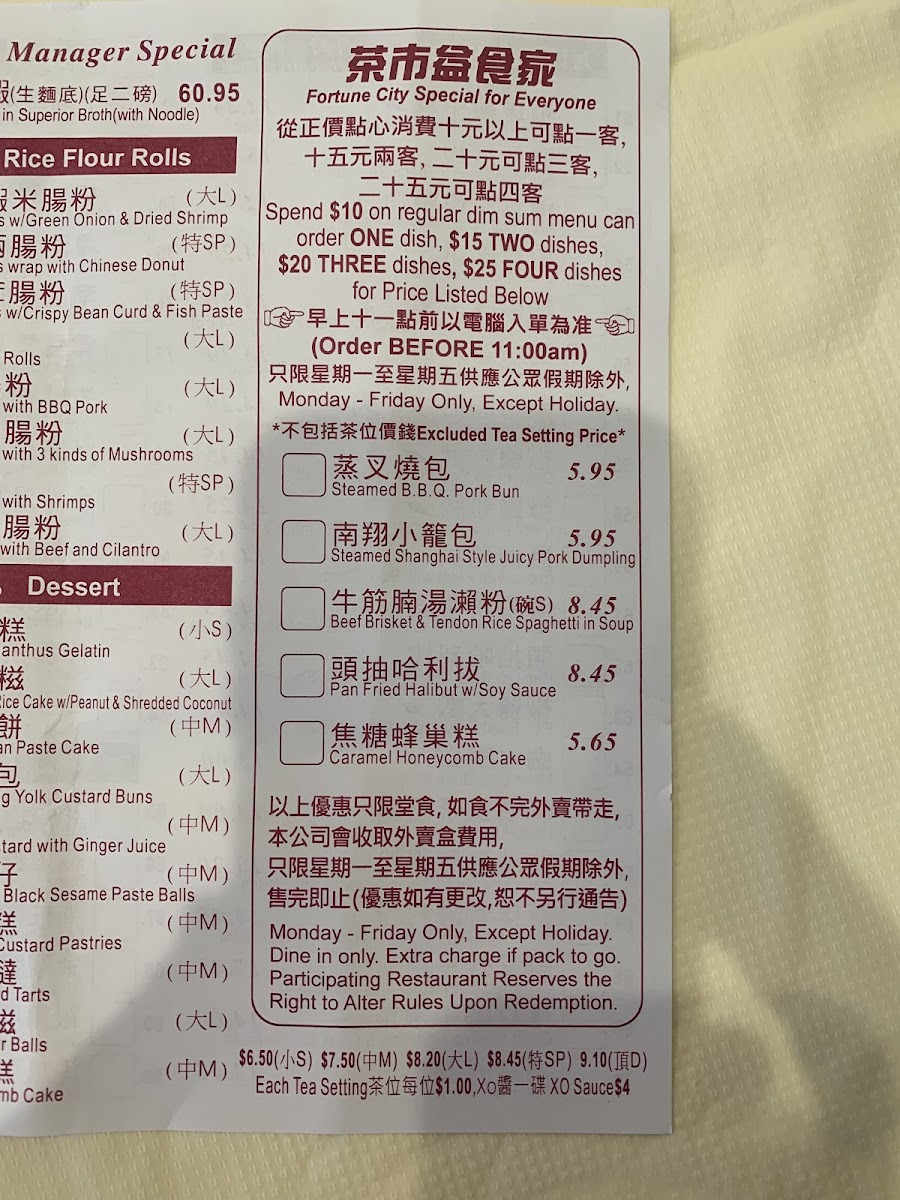 Manager Special
(生麵底)(足二磅) 60.95
in Superior Broth(with Noodle)
Rice Flour Rolls
蝦米腸粉 (大L)
w/Green Onion & Dried Shrimp
腸粉 (特SP)
wrap with Chinese Donut
腸粉 (特SP)
w/Crispy Bean Curd & Fish Paste
(大L)
Rolls
粉 (大L)
with BBQ Pork
腸粉 (大L)
with 3 kinds of Mushrooms
(特SP)
with Shrimps
腸粉 (大L)
with Beef and Cilantro
Dessert
糕 (小S)
anthus Gelatin
糍 (大L)
Rice Cake w/Peanut & Shredded Coconut
餅 (中M)
an Paste Cake
包 (大L)
g Yolk Custard Buns
(中M)
tard with Ginger Juice
仔 (中M)
Black Sesame Paste Balls
糕 (中M)
Custard Pastries
達 (中M)
d Tarts
糍 (大L)
r Balls
糕 (中M)
mb Cake
茶市益食家
Fortune City Special for Everyone
從正價點心消費十元以上可點一客,
十五元兩客, 二十元可點三客,
二十五元可點四客
Spend $10 on regular dim sum menu can
order ONE dish, $15 TWO dishes,
$20 THREE dishes, $25 FOUR dishes
for Price Listed Below
早上十一點前以電腦入單為准
(Order BEFORE 11:00am)
只限星期一至星期五供應公眾假期除外,
Monday - Friday Only, Except Holiday.
*不包括茶位價錢Excluded Tea Setting Price*
蒸叉燒包 5.95
Steamed B.B.Q. Pork Bun
南翔小籠包 5.95
Steamed Shanghai Style Juicy Pork Dumpling
牛筋腩湯瀨粉(碗S) 8.45
Beef Brisket & Tendon Rice Spaghetti in Soup
頭抽哈利拔 8.45
Pan Fried Halibut w/Soy Sauce
焦糖蜂巢糕 5.65
Caramel Honeycomb Cake
以上優惠只限堂食, 如食不完外賣帶走,
本公司會收取外賣盒費用,
只限星期一至星期五供應公眾假期除外,
售完即止(優惠如有更改,恕不另行通告)
Monday - Friday Only, Except Holiday.
Dine in only. Extra charge if pack to go.
Participating Restaurant Reserves the
Right to Alter Rules Upon Redemption.
$6.50(小S) $7.50(中M) $8.20(大L) $8.45(特SP) 9.10(頂D)
Each Tea Setting茶位每位$1.00,Xo醬一碟 XO Sauce$4